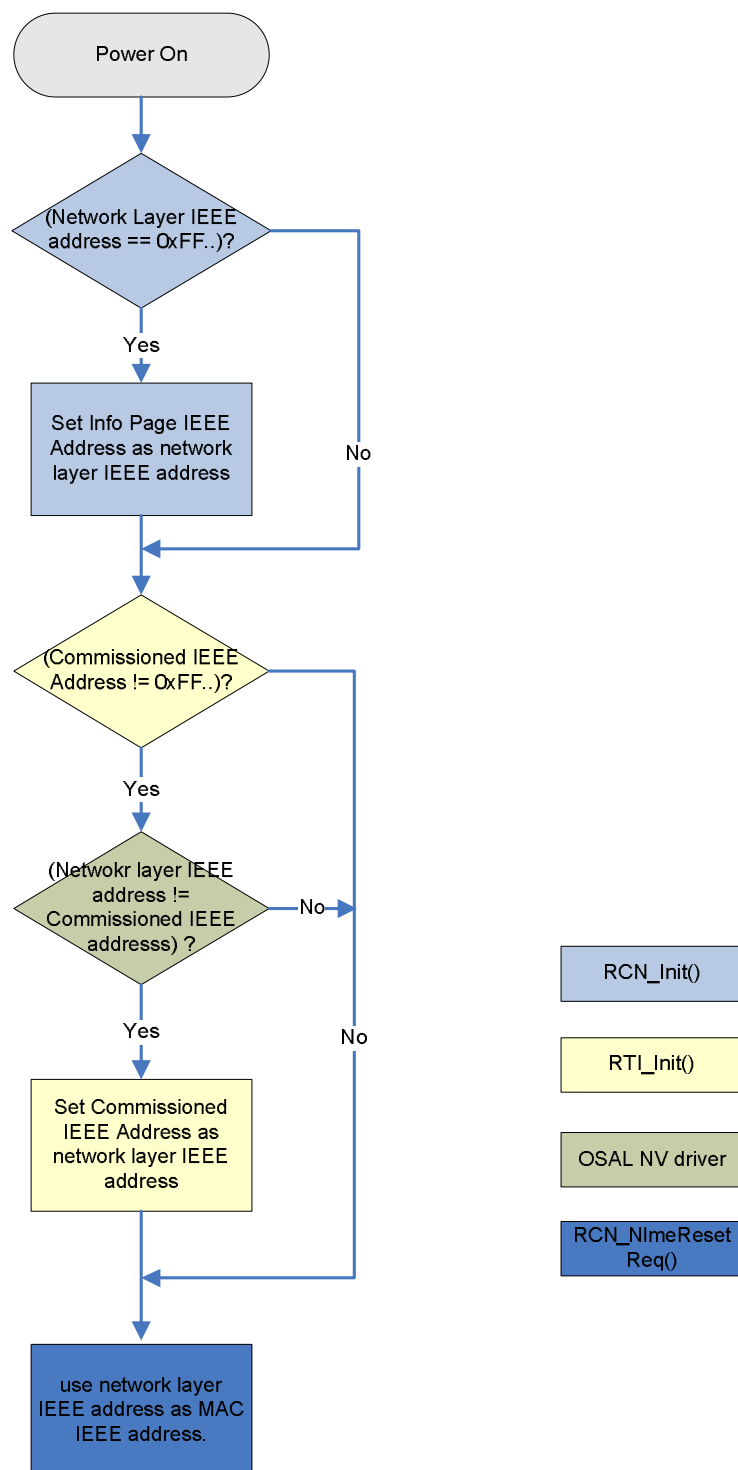 Power On
(Network Layer IEEE
address == 0xFF..)?
Yes
Set Info Page IEEE
Address as network
layer IEEE address
No
(Commissioned IEEE
Address != 0xFF..)?
Yes
(Netwokr layer IEEE
address !=
Commissioned IEEE
addresss) ?
No
Yes
No
Set Commissioned
IEEE Address as
network layer IEEE
address
use network layer
IEEE address as MAC
IEEE address.
RCN_Init()
RTI_Init()
OSAL NV driver
RCN_NlmeReset
Req()